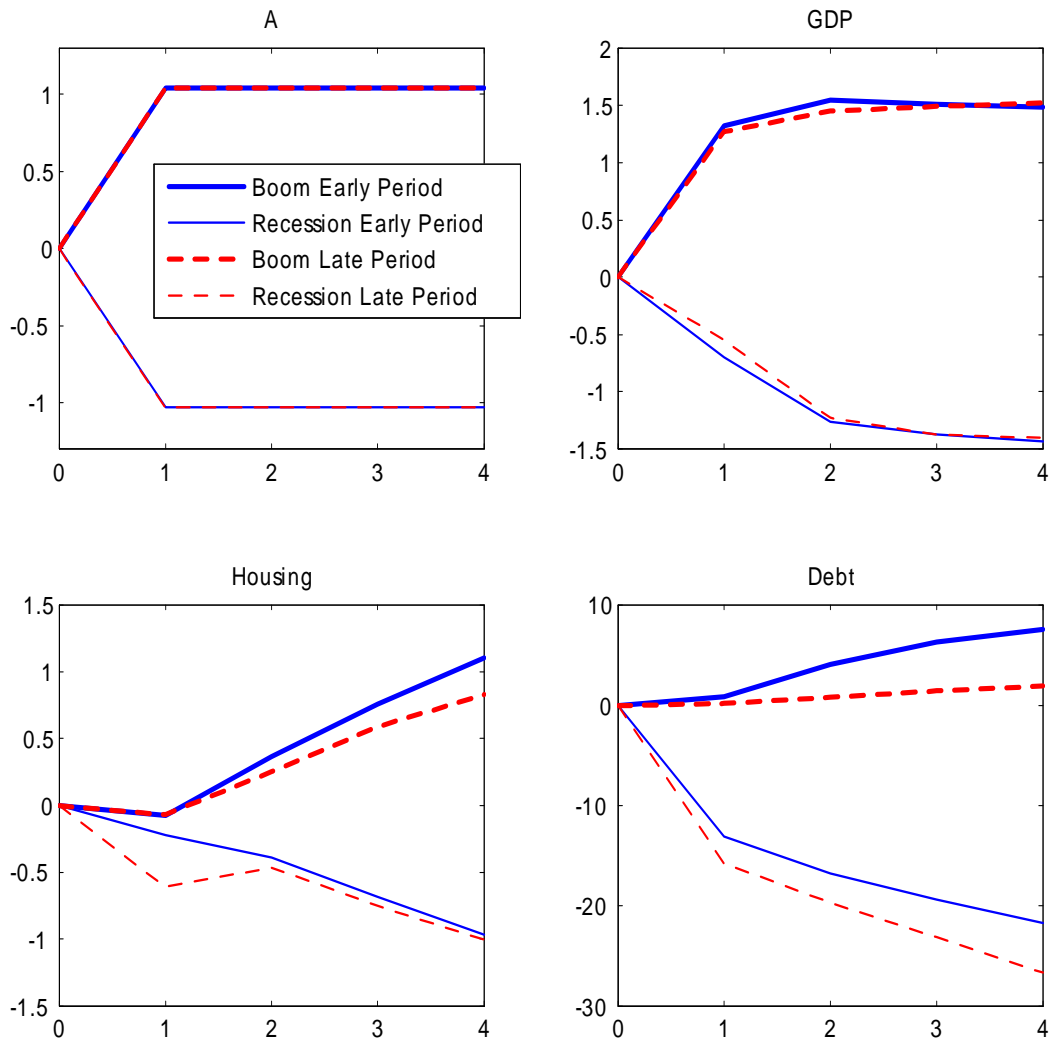 A
1
0.5
0
-0.5
-1
0 1 2 3 4
Boom Early Period
Recession Early Period
Boom Late Period
Recession Late Period
GDP
2
1.5
1
0.5
0
-0.5
-1
-1.5
0 1 2 3 4
Housing
1.5
1
0.5
0
-0.5
-1
-1.5
0 1 2 3 4
Debt
10
0
-10
-20
-30
0 1 2 3 4